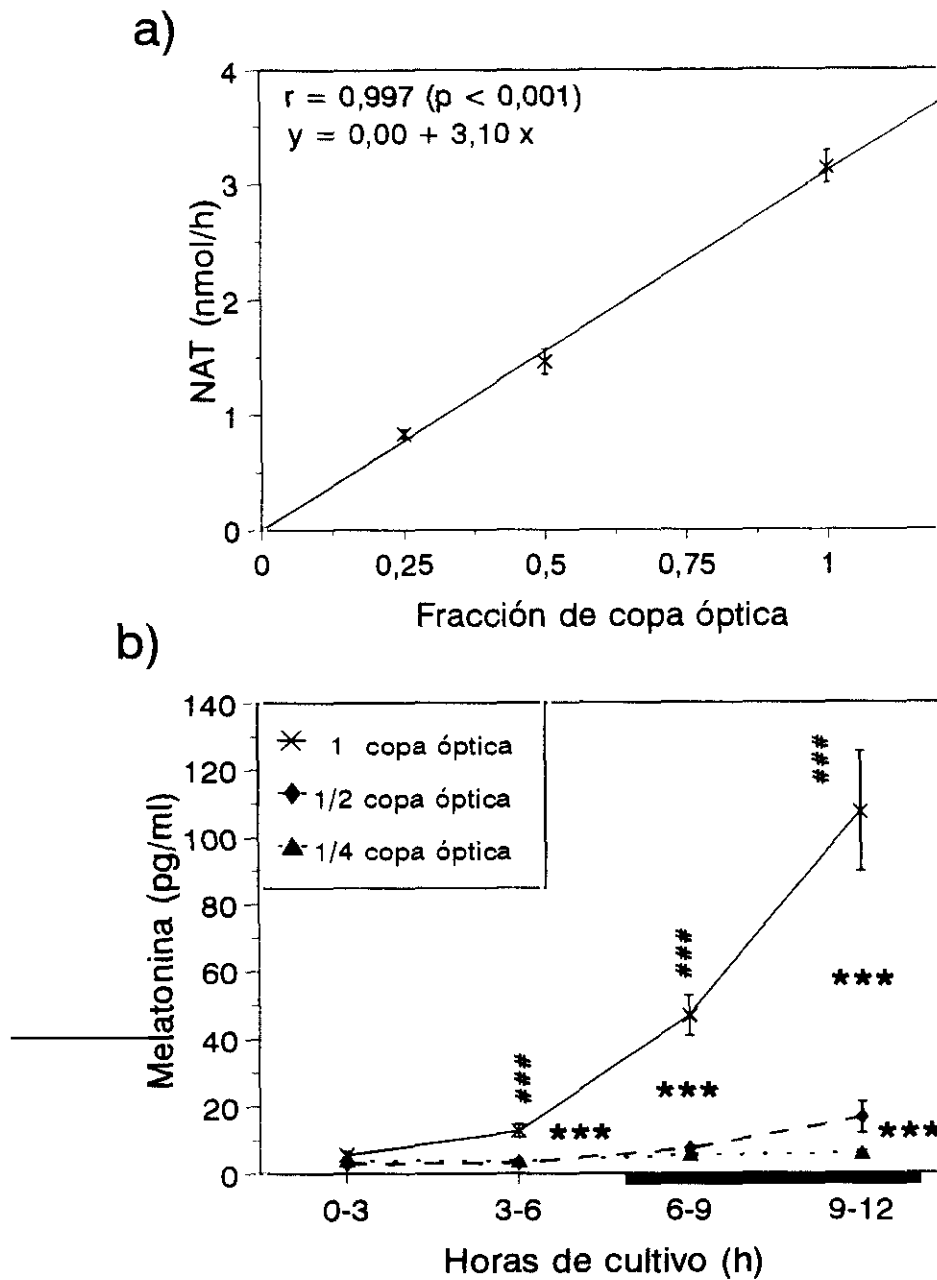 a)
r = 0,997 (p < 0,001)
y = 0,00 + 3,10 x
NAT (nmol/h)
4
3
2
1
0
0 0,25 0,5 0,75 1
Fracción de copa óptica
b)
Melatonina (pg/ml)
140
120
100
80
60
40
20
0
1 copa óptica
1/2 copa óptica
1/4 copa óptica
###
###
###
***
***
***
***
0-3 3-6 6-9 9-12
Horas de cultivo (h)